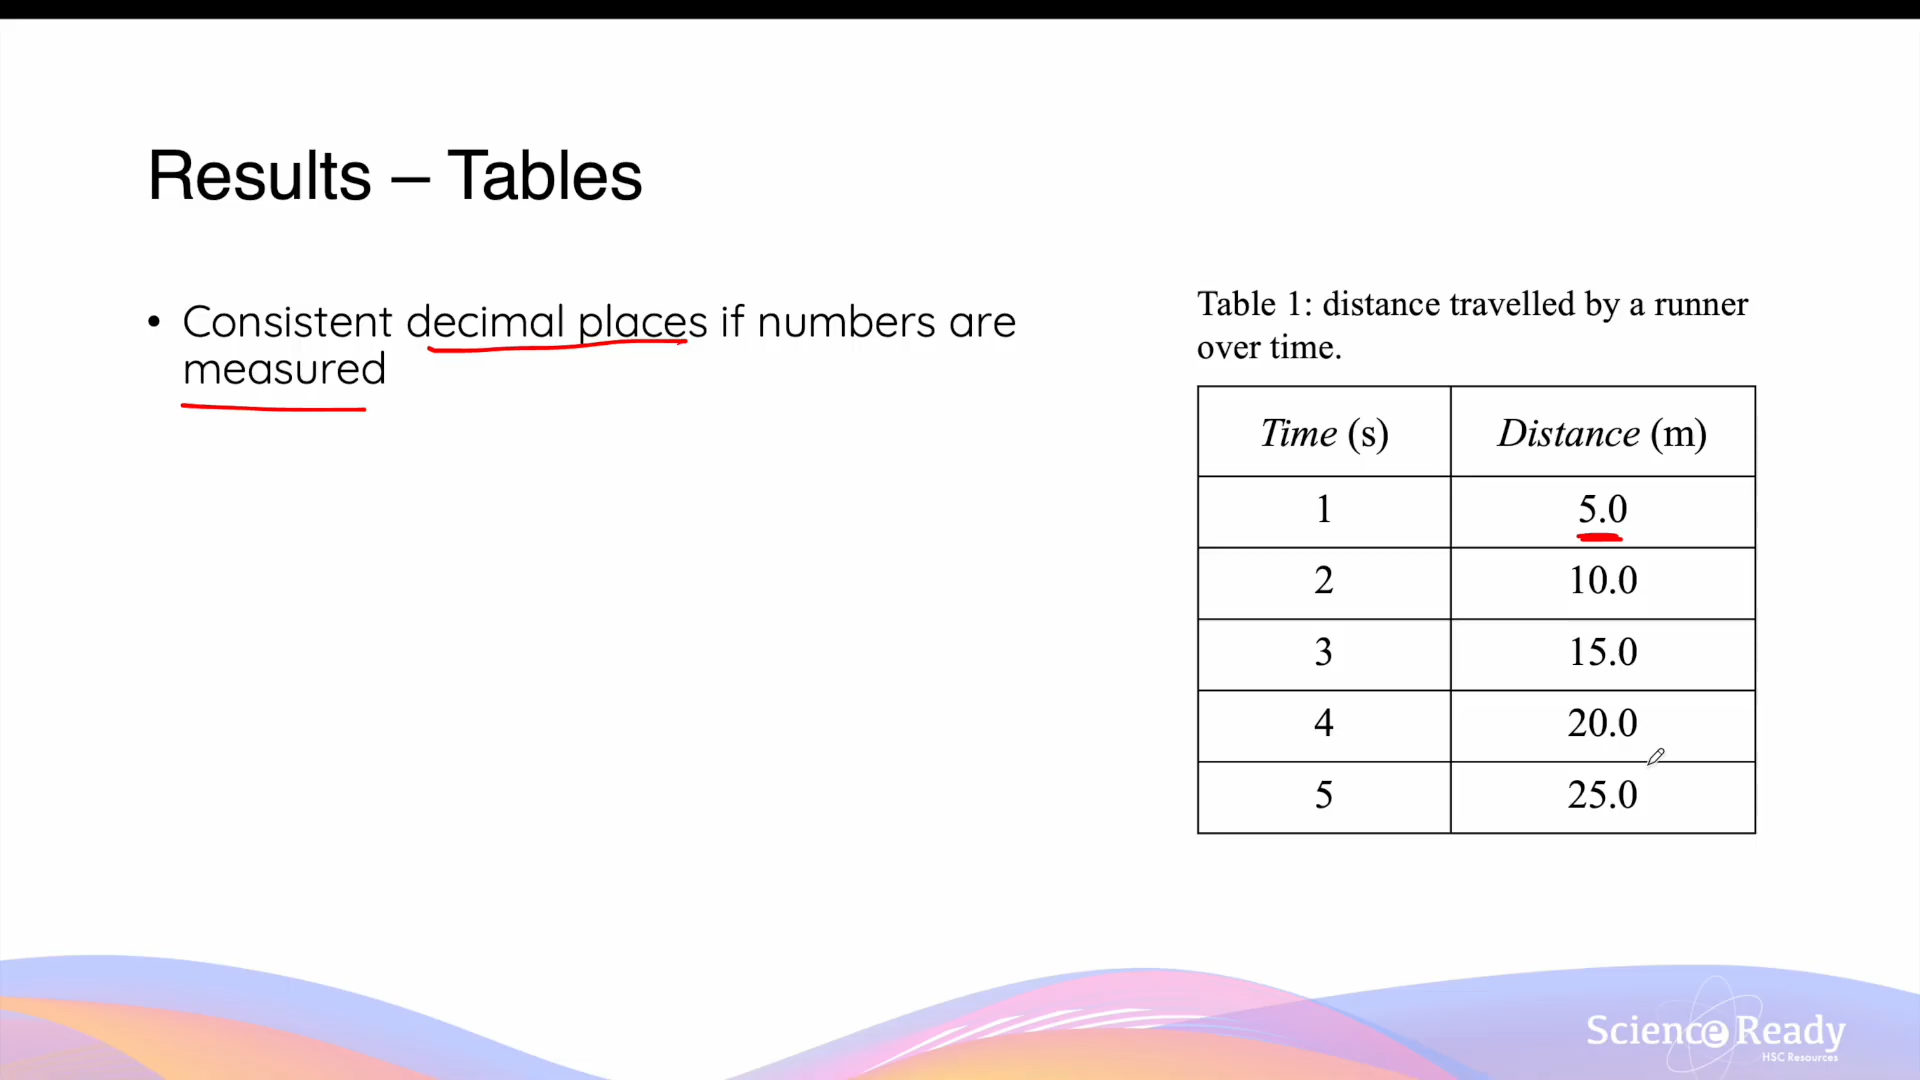 Results – Tables
• Consistent decimal places if numbers are
measured
Table 1: distance travelled by a runner
over time.
Time (s) Distance (m)
1 5.0
2 10.0
3 15.0
4 20.0
5 25.0
Science Ready
HSC Resources